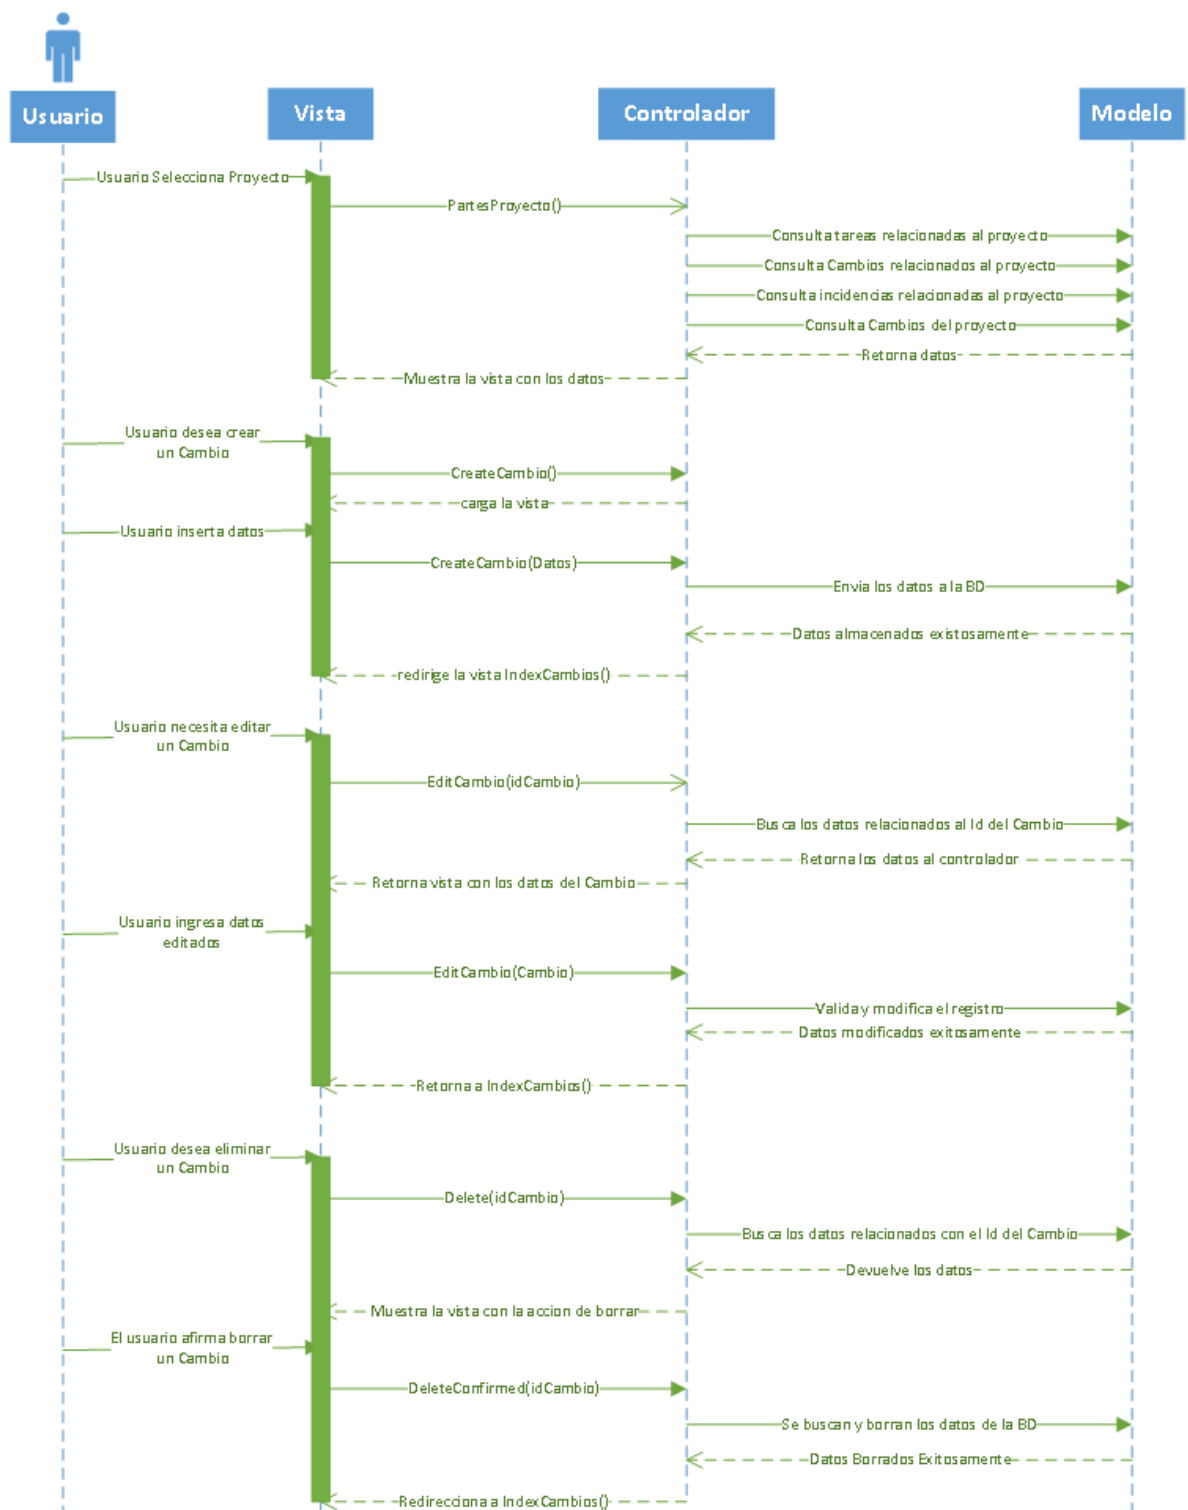 Usuario
Vista
Controlador
Modelo
Usuario Selecciona Proyecto
PartesProyecto()
Consulta tareas relacionadas al proyecto
Consulta Cambios relacionados al proyecto
Consulta incidencias relacionadas al proyecto
Consulta Cambios del proyecto
Retorna datos
Muestra la vista con los datos
Usuario desea crear
un Cambio
CreateCambio()
carga la vista
Usuario inserta datos
CreateCambio(Datos)
Envia los datos a la BD
Datos almacenados existosamente
redirige la vista IndexCambios()
Usuario necesita editar
un Cambio
EditCambio(idCambio)
Busca los datos relacionados al Id del Cambio
Retorna los datos al controlador
Retorna vista con los datos del Cambio
Usuario ingresa datos
editados
EditCambio(Cambio)
Valida y modifica el registro
Datos modificados exitosamente
Retorna a IndexCambios()
Usuario desea eliminar
un Cambio
Delete(idCambio)
Busca los datos relacionados con el Id del Cambio
Devuelve los datos
Muestra la vista con la accion de borrar
El usuario afirma borrar
un Cambio
DeleteConfirmed(idCambio)
Se buscan y borran los datos de la BD
Datos Borrados Exitosamente
Redirecciona a IndexCambios()